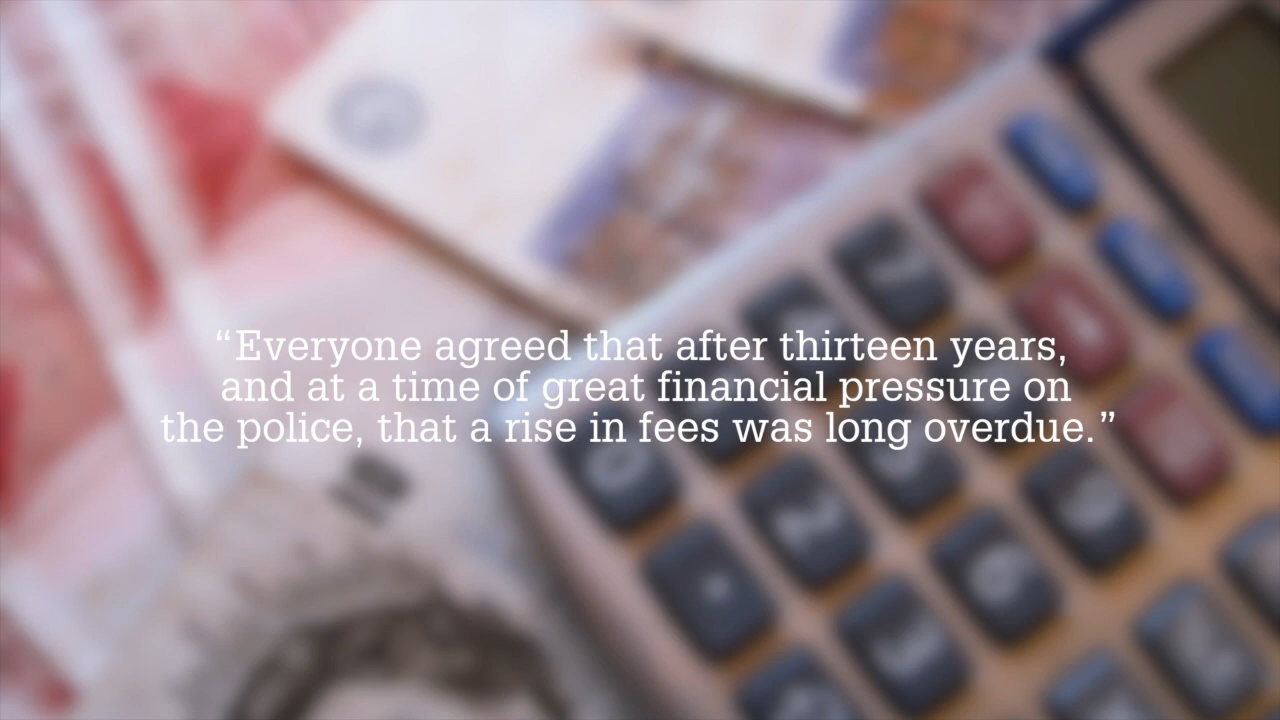 “Everyone agreed that after thirteen years,
and at a time of great financial pressure on
the police, that a rise in fees was long overdue.”